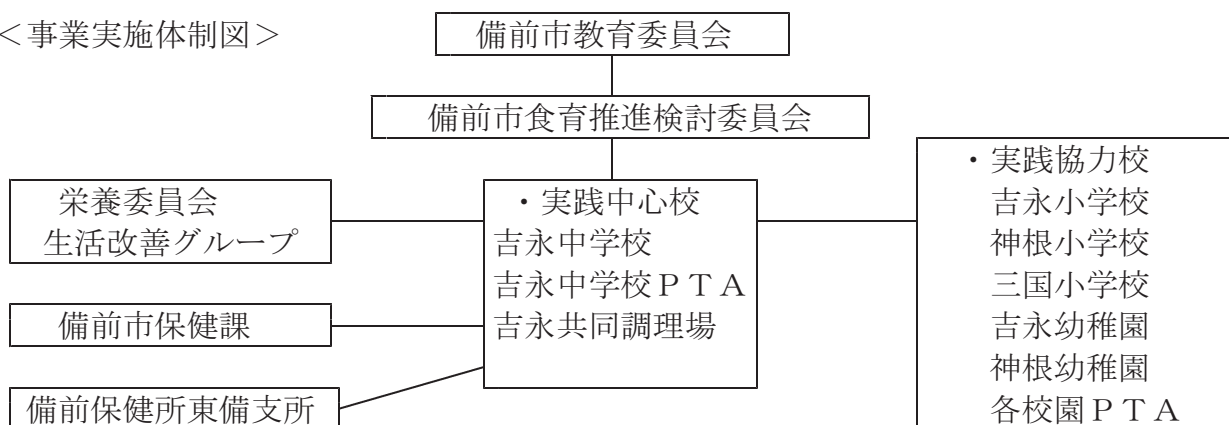 ＜事業実施体制図＞
備前市教育委員会
備前市食育推進検討委員会
栄養委員会
生活改善グループ
備前市保健課
備前保健所東備支所
・実践中心校
吉永中学校
吉永中学校ＰＴＡ
吉永共同調理場
・実践協力校
吉永小学校
神根小学校
三国小学校
吉永幼稚園
神根幼稚園
各校園ＰＴＡ